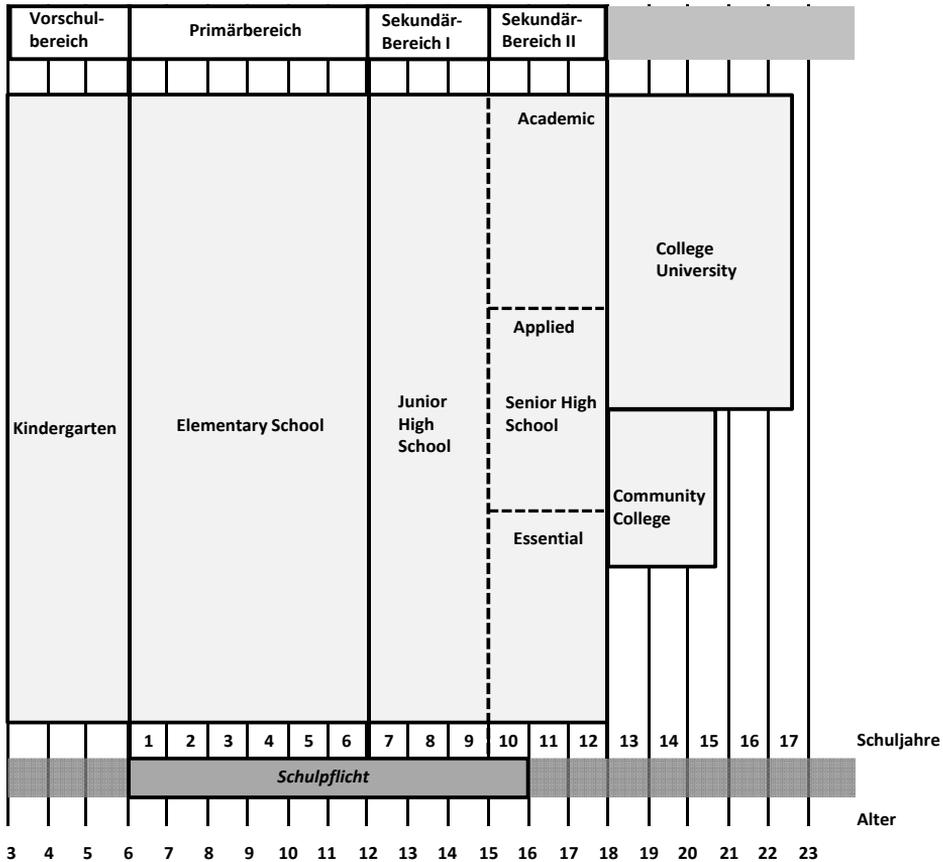 Vorschul-
bereich
Primärbereich
Sekundär-
Bereich I
Sekundär-
Bereich II
Academic
College
University
Applied
Kindergarten
Elementary School
Junior
High
School
Senior High
School
Community
College
Essential
1 2 3 4 5 6 7 8 9 10 11 12 13 14 15 16 17 Schuljahre
Schulpflicht
Alter
3 4 5 6 7 8 9 10 11 12 13 14 15 16 17 18 19 20 21 22 23